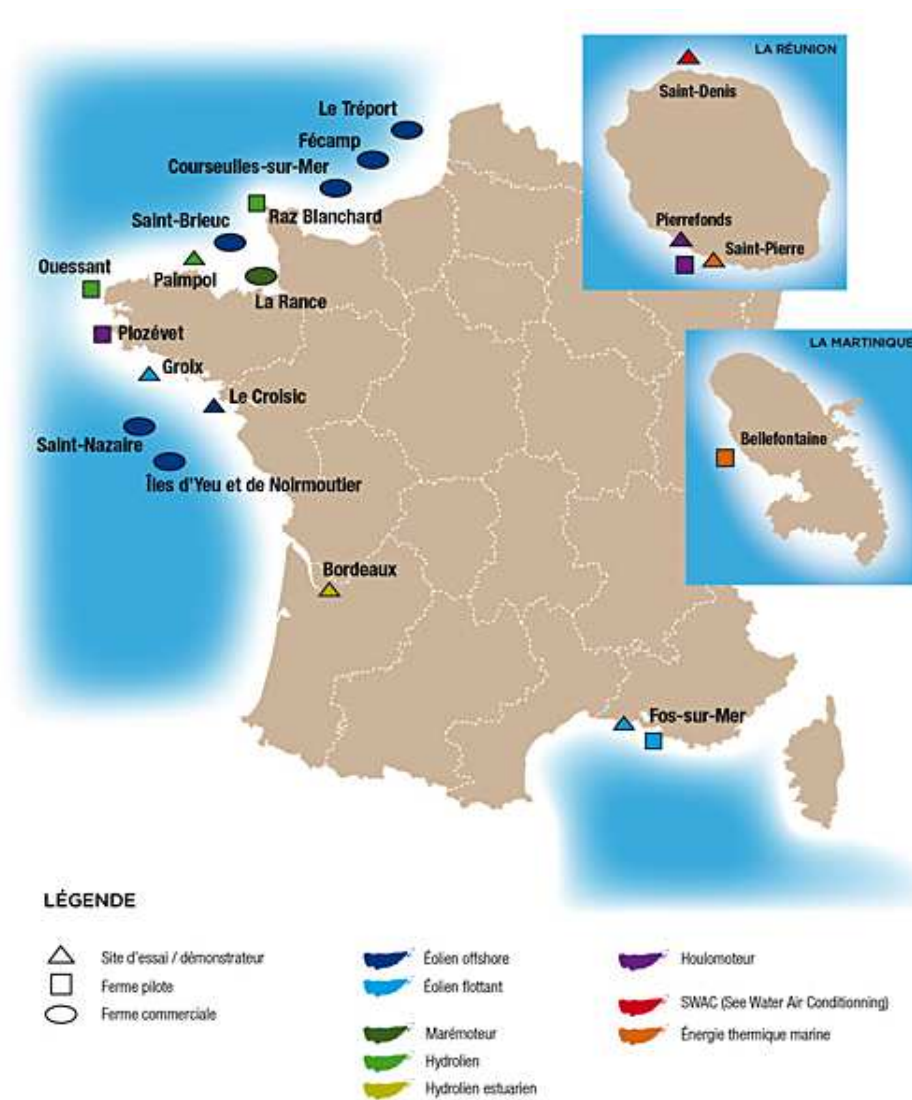 LA RÉUNION
Saint-Denis
Pierrefonds
Saint-Pierre
Le Tréport
Fécamp
Courseulles-sur-Mer
Raz Blanchard
Saint-Brieuc
Paimpol
La Rance
Ouessant
Plozévet
Groix
Le Croisic
Saint-Nazaire
Îles d'Yeu et de Noirmoutier
LA MARTINIQUE
Bellefontaine
Bordeaux
Fos-sur-Mer
LÉGENDE
Site d'essai / démonstrateur
Ferme pilote
Ferme commerciale
Éolien offshore
Éolien flottant
Marémoteur
Hydrolien
Hydrolien estuarien
Houlomoteur
SWAC (See Water Air Conditionning)
Énergie thermique marine